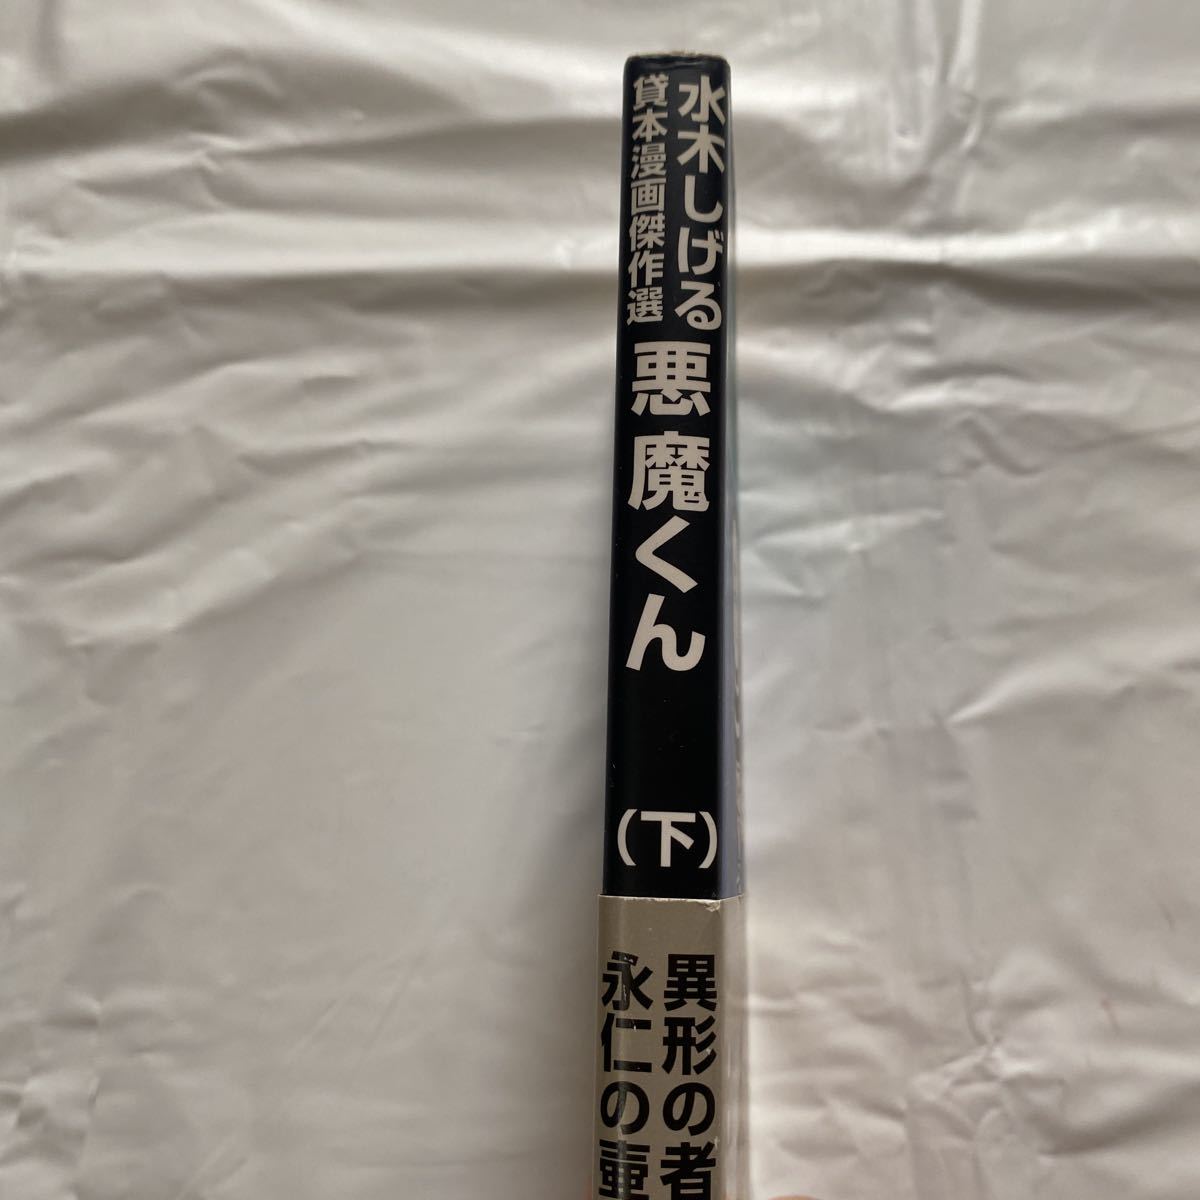 水木しげる
貸本漫画傑作選
悪魔くん
(下)
異形の者
永仁の壷